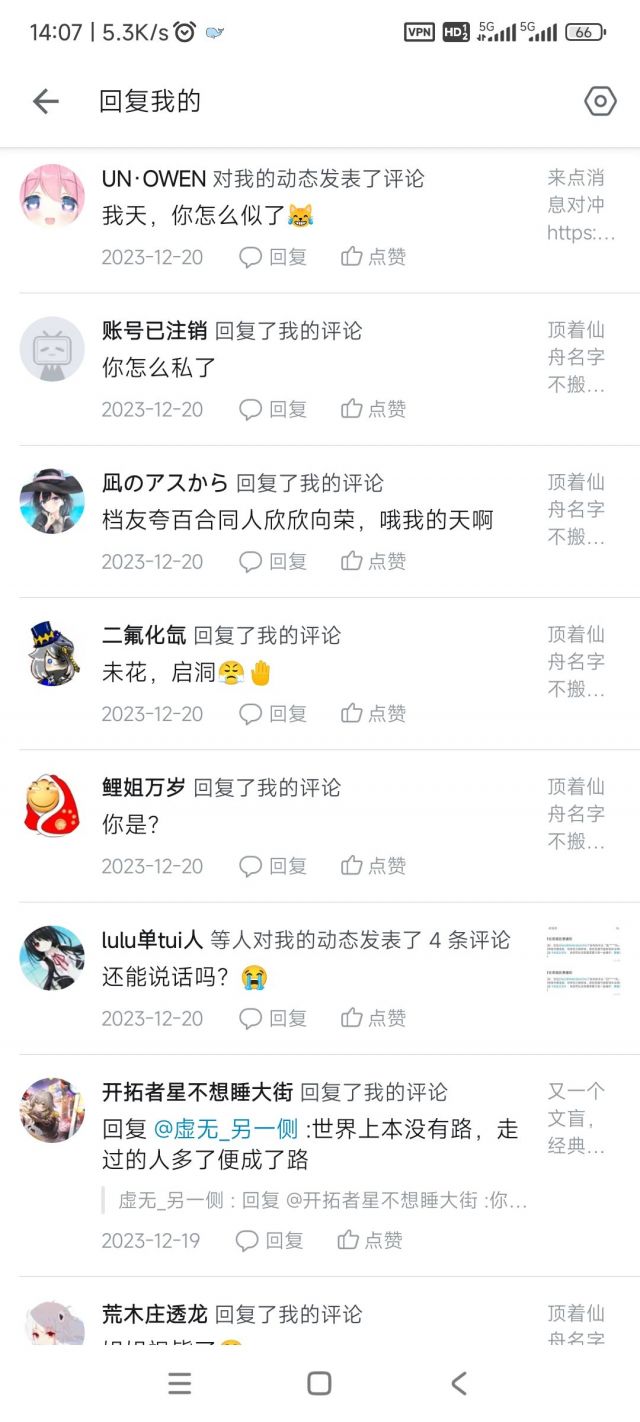 14:07 | 5.3K/s
VPN HD 1 2 5G 5G 66
回复我的
UN·OWEN 对我的动态发表了评论
我天，你怎么似了😹
2023-12-20 回复 点赞
来点消
息对冲
https:...
账号已注销 回复了我的评论
你怎么私了
2023-12-20 回复 点赞
顶着仙
舟名字
不搬...
凪のアスから 回复了我的评论
档友夸百合同人欣欣向荣，哦我的天啊
2023-12-20 回复 点赞
顶着仙
舟名字
不搬...
二氟化氙 回复了我的评论
未花，启洞😤🤚
2023-12-20 回复 点赞
顶着仙
舟名字
不搬...
鲤姐万岁 回复了我的评论
你是？
2023-12-20 回复 点赞
顶着仙
舟名字
不搬...
lulu单tui人 等人对我的动态发表了 4 条评论
还能说话吗？😭
2023-12-20 回复 点赞
开拓者星不想睡大街 回复了我的评论
回复 @虚无_另一侧 :世界上本没有路，走
过的人多了便成了路
虚无_另一侧 : 回复 @开拓者星不想睡大街 :你...
2023-12-19 回复 点赞
又一个
文盲，
经典...
荒木庄透龙 回复了我的评论
顶着仙
舟名字